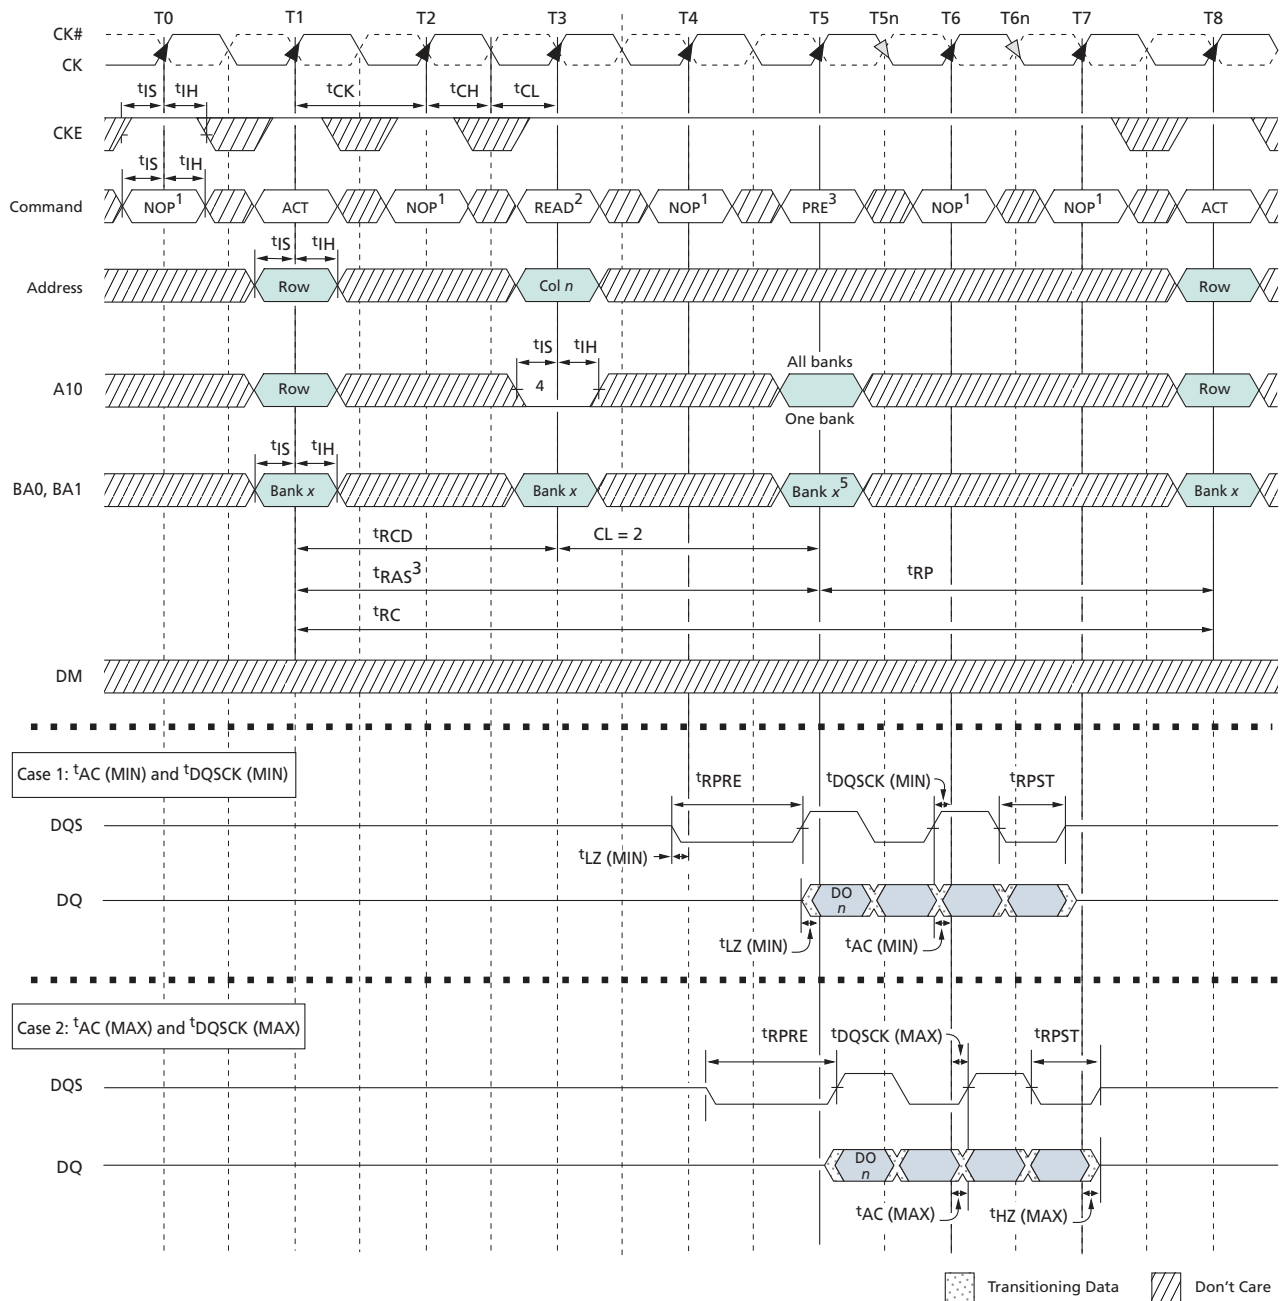 T0 T1 T2 T3 T4 T5 T5n T6 T6n T7 T8
CK#
CK
tIS tIH tCK tCH tCL
CKE
tIS tIH
Command NOP1 ACT NOP1 READ2 NOP1 PRE3 NOP1 NOP1 ACT
tIS tIH
Address Row Col n Row
tIS tIH All banks
A10 Row 4 Row
One bank
tIS tIH
BA0, BA1 Bank x Bank x Bank x5 Bank x
tRCD CL = 2
tRAS3 tRP
tRC
DM
Case 1: tAC (MIN) and tDQSCK (MIN)
tRPRE tDQSCK (MIN) tRPST
DQS
tLZ (MIN)
DQ DO
n
tLZ (MIN) tAC (MIN)
Case 2: tAC (MAX) and tDQSCK (MAX)
tRPRE tDQSCK (MAX) tRPST
DQS
DQ DO
n
tAC (MAX) tHZ (MAX)
Transitioning Data Don't Care